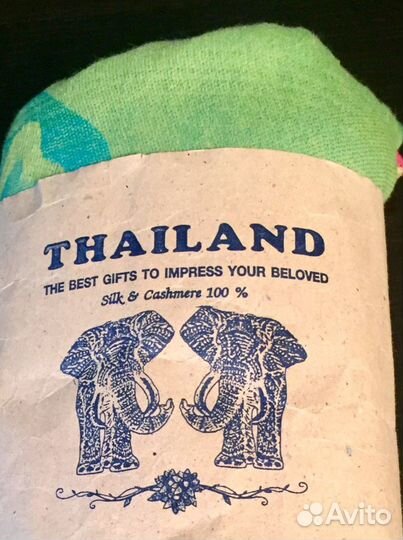 THAILAND
THE BEST GIFTS TO IMPRESS YOUR BELOVED
Silk & Cashmere 100 %
Avito